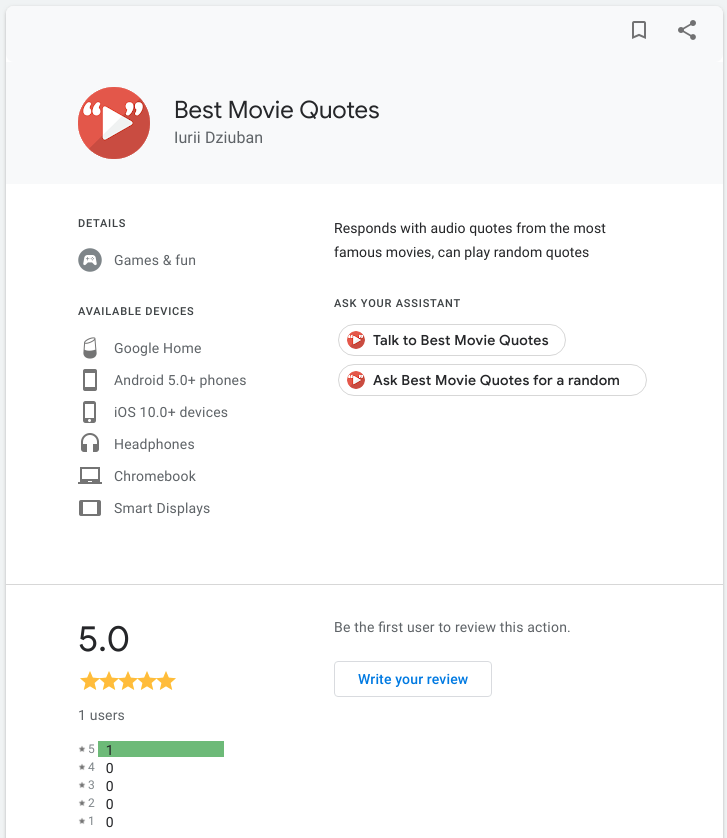 Best Movie Quotes
Iurii Dziuban
DETAILS
Games & fun
AVAILABLE DEVICES
Google Home
Android 5.0+ phones
iOS 10.0+ devices
Headphones
Chromebook
Smart Displays
Responds with audio quotes from the most
famous movies, can play random quotes
ASK YOUR ASSISTANT
Talk to Best Movie Quotes
Ask Best Movie Quotes for a random
5.0
1 users
★ 5 1
★ 4 0
★ 3 0
★ 2 0
★ 1 0
Be the first user to review this action.
Write your review